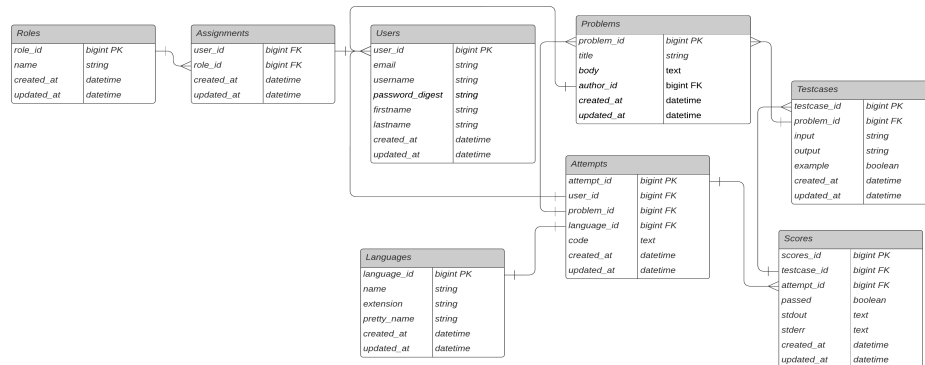 Roles
role_id bigint PK
name string
created_at datetime
updated_at datetime
Assignments
user_id bigint FK
role_id bigint FK
created_at datetime
updated_at datetime
Users
user_id bigint PK
email string
username string
password_digest string
firstname string
lastname string
created_at datetime
updated_at datetime
Problems
problem_id bigint PK
title string
body text
author_id bigint FK
created_at datetime
updated_at datetime
Testcases
testcase_id bigint PK
problem_id bigint FK
input string
output string
example boolean
created_at datetime
updated_at datetime
Attempts
attempt_id bigint PK
user_id bigint FK
problem_id bigint FK
language_id bigint FK
code text
created_at datetime
updated_at datetime
Languages
language_id bigint PK
name string
extension string
pretty_name string
created_at datetime
updated_at datetime
Scores
scores_id bigint PK
testcase_id bigint FK
attempt_id bigint FK
passed boolean
stdout text
stderr text
created_at datetime
updated_at datetime